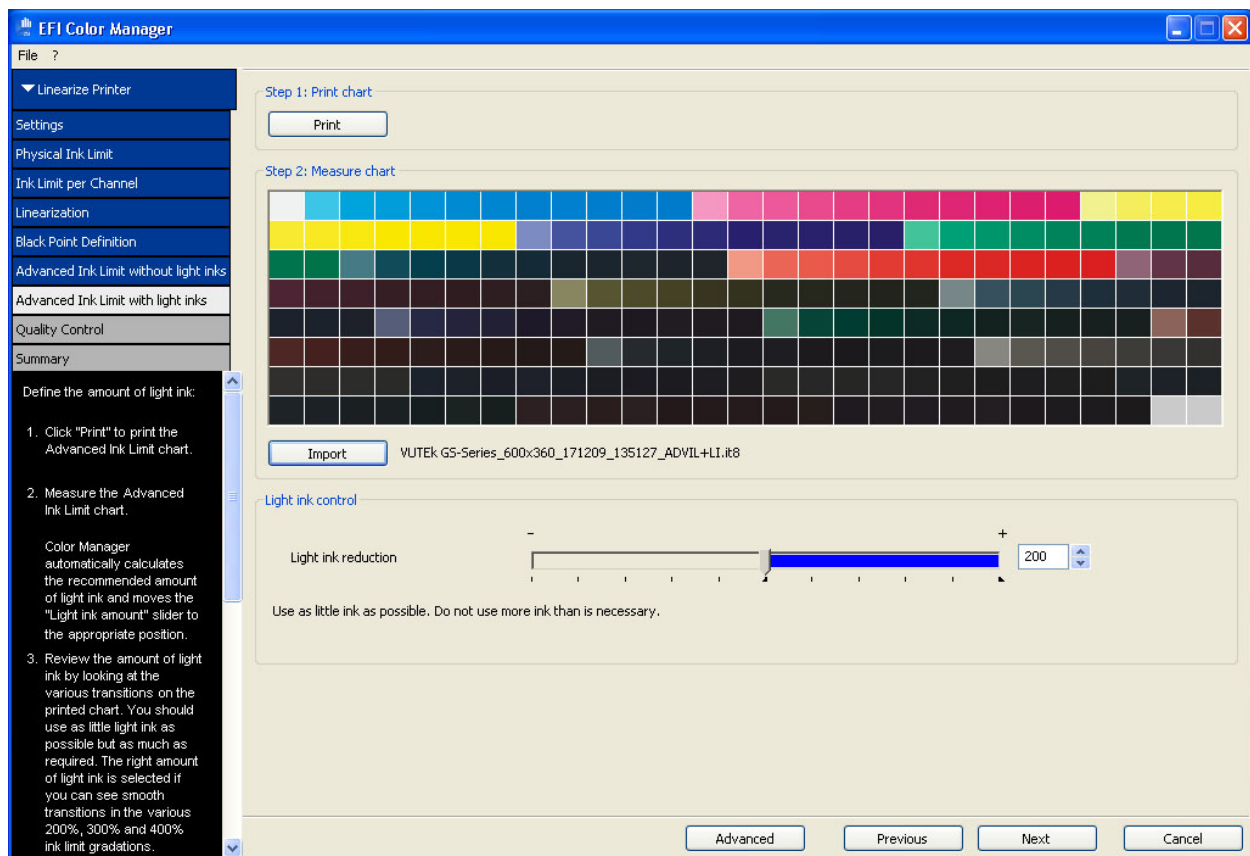 EFI Color Manager
File ?
Linearize Printer
Settings
Physical Ink Limit
Ink Limit per Channel
Linearization
Black Point Definition
Advanced Ink Limit without light inks
Advanced Ink Limit with light inks
Quality Control
Summary
Define the amount of light ink:
1. Click "Print" to print the
Advanced Ink Limit chart.
2. Measure the Advanced
Ink Limit chart.
Color Manager
automatically calculates
the recommended amount
of light ink and moves the
"Light ink amount" slider to
the appropriate position.
3. Review the amount of light
ink by looking at the
various transitions on the
printed chart. You should
use as little light ink as
possible but as much as
required. The right amount
of light ink is selected if
you can see smooth
transitions in the various
200%, 300% and 400%
ink limit gradations.
Step 1: Print chart
Print
Step 2: Measure chart
Import VUTEk GS-Series_600x360_171209_135127_ADVIL+LI.it8
Light ink control
- +
Light ink reduction 200
Use as little ink as possible. Do not use more ink than is necessary.
Advanced Previous Next Cancel